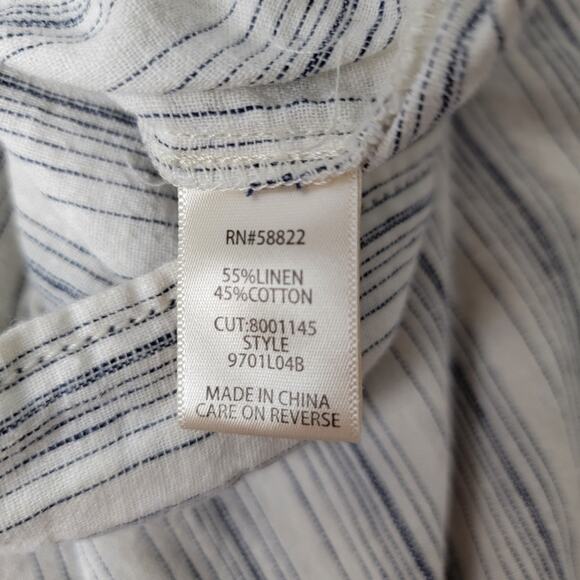 RN#58822
55%LINEN
45%COTTON
CUT:8001145
STYLE
9701L04B
MADE IN CHINA
CARE ON REVERSE